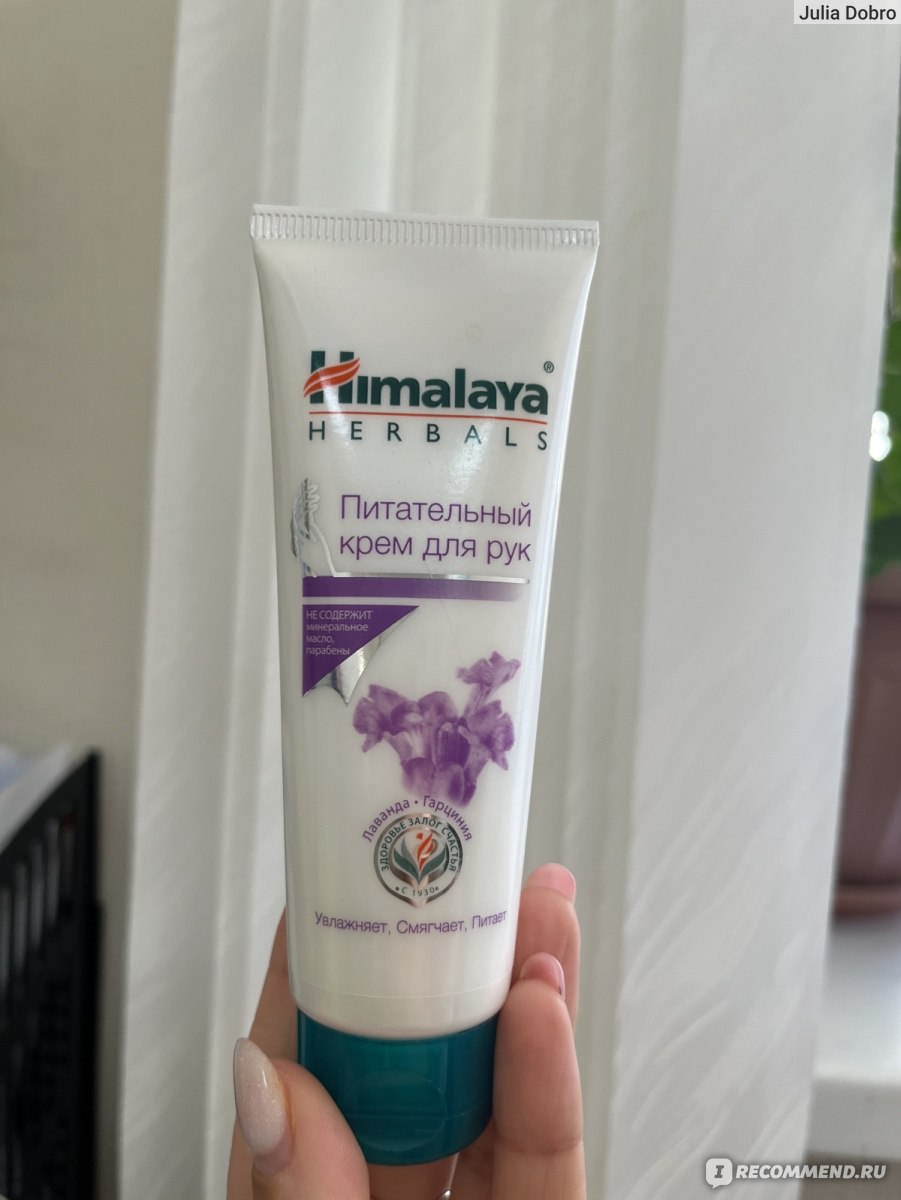 Julia Dobro
Himalaya®
HERBALS
Питательный
крем для рук
НЕ СОДЕРЖИТ
минеральное
масло,
парабены
Лаванда • Гарциния
ЗДОРОВЬЕ ЗАЛОГ СЧАСТЬЯ
•С 1930•
Увлажняет, Смягчает, Питает
IRECOMMEND.RU